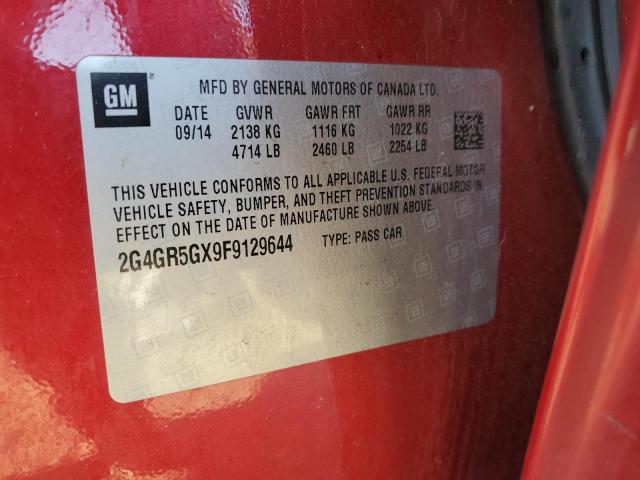 GM
MFD BY GENERAL MOTORS OF CANADA LTD.
DATE GVWR GAWR FRT GAWR RR
09/14 2138 KG 1116 KG 1022 KG
4714 LB 2460 LB 2254 LB
THIS VEHICLE CONFORMS TO ALL APPLICABLE U.S. FEDERAL MOTOR
VEHICLE SAFETY, BUMPER, AND THEFT PREVENTION STANDARDS IN
EFFECT ON THE DATE OF MANUFACTURE SHOWN ABOVE.
2G4GR5GX9F9129644 TYPE: PASS CAR